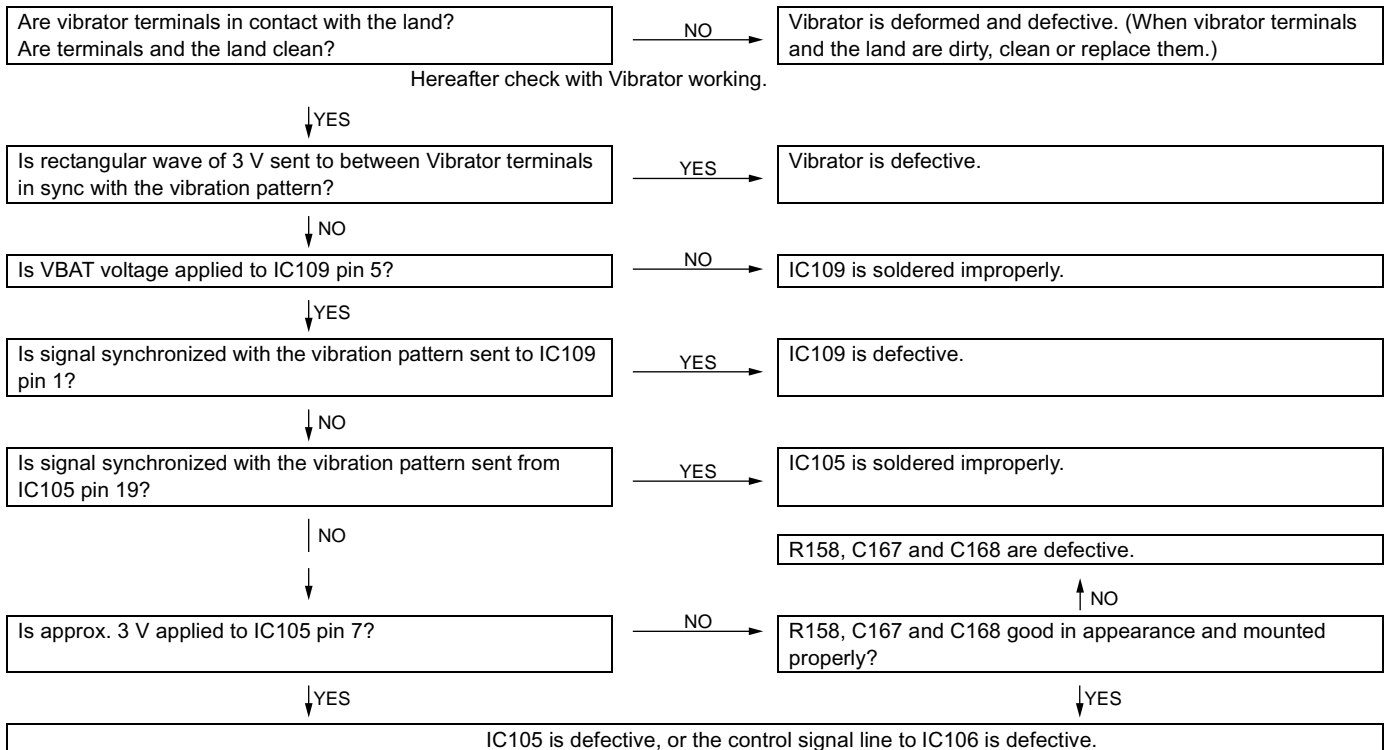 Are vibrator terminals in contact with the land?
Are terminals and the land clean?
NO
Vibrator is deformed and defective. (When vibrator terminals
and the land are dirty, clean or replace them.)
Hereafter check with Vibrator working.
YES
Is rectangular wave of 3 V sent to between Vibrator terminals
in sync with the vibration pattern?
YES
Vibrator is defective.
NO
Is VBAT voltage applied to IC109 pin 5?
NO
IC109 is soldered improperly.
YES
Is signal synchronized with the vibration pattern sent to IC109
pin 1?
YES
IC109 is defective.
NO
Is signal synchronized with the vibration pattern sent from
IC105 pin 19?
YES
IC105 is soldered improperly.
NO
R158, C167 and C168 are defective.
NO
Is approx. 3 V applied to IC105 pin 7?
NO
R158, C167 and C168 good in appearance and mounted
properly?
YES
YES
IC105 is defective, or the control signal line to IC106 is defective.